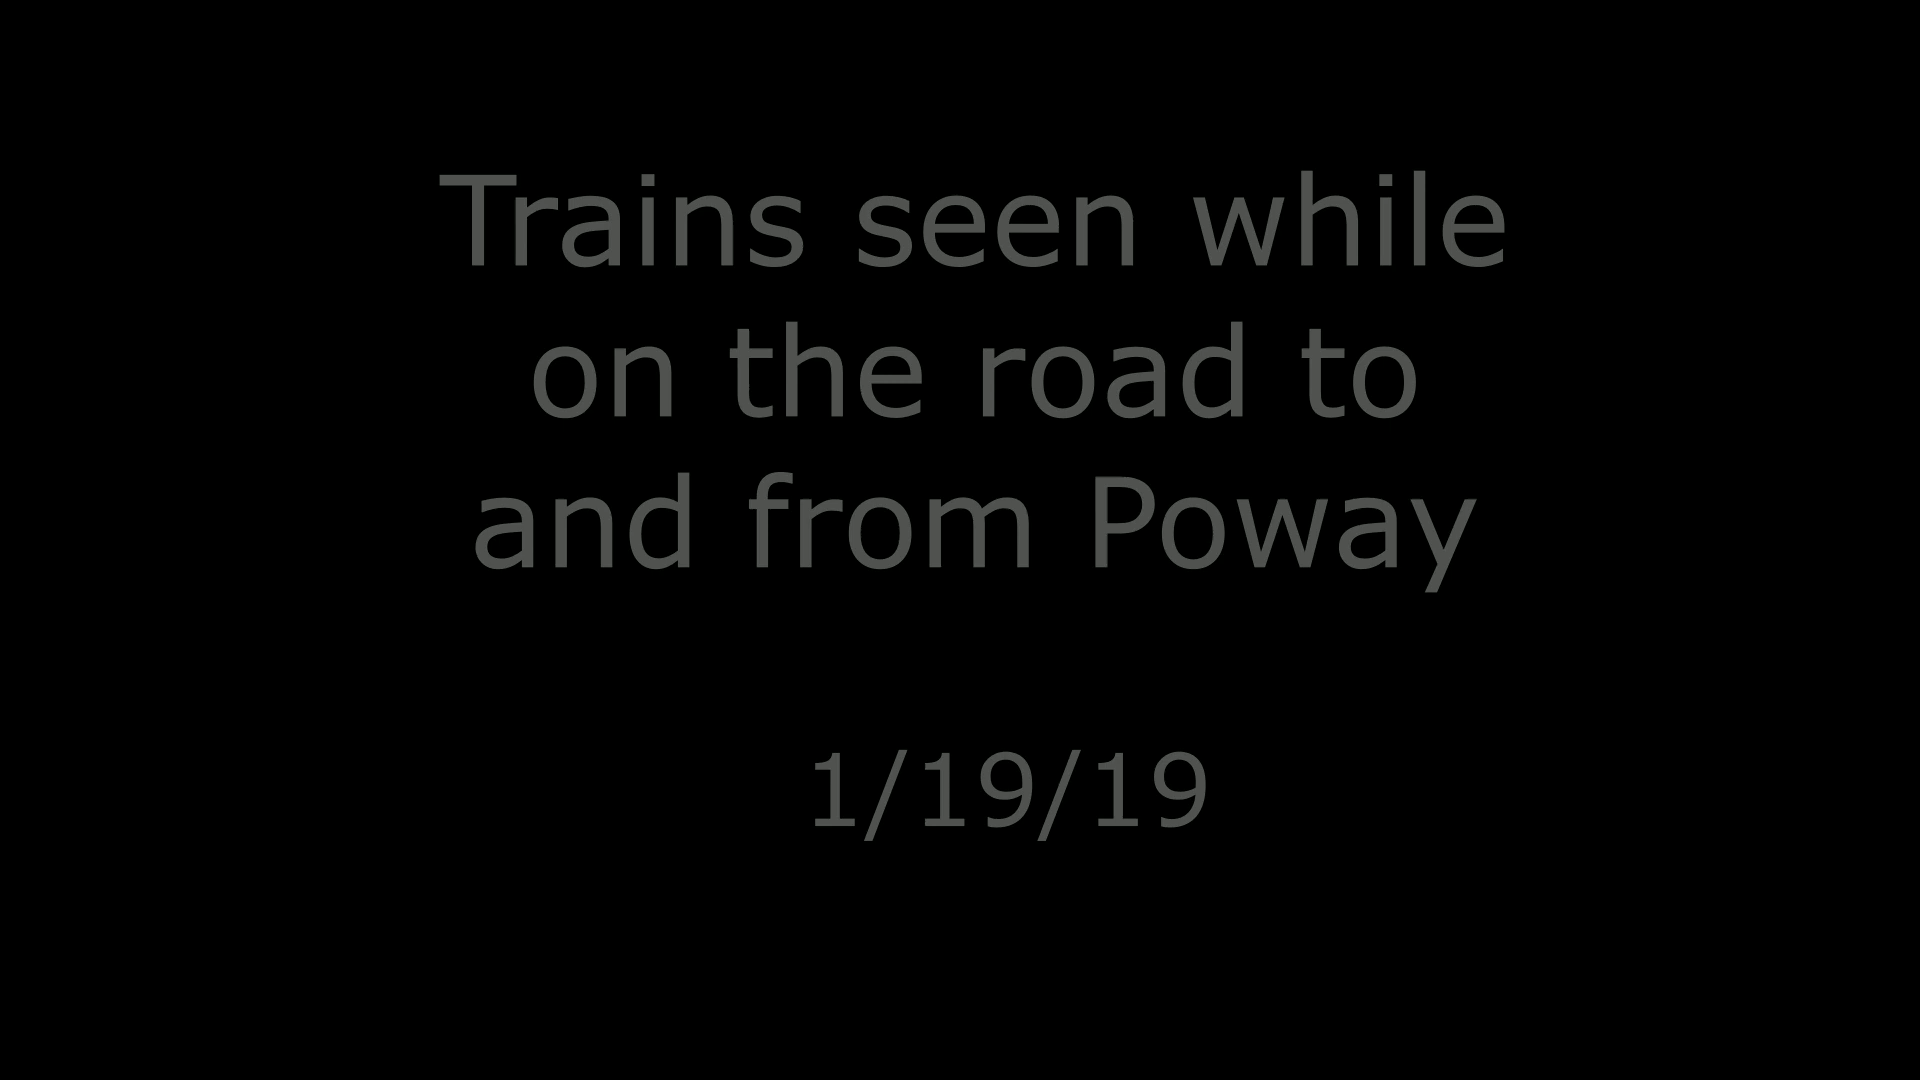 Trains seen while
on the road to
and from Poway
1/19/19